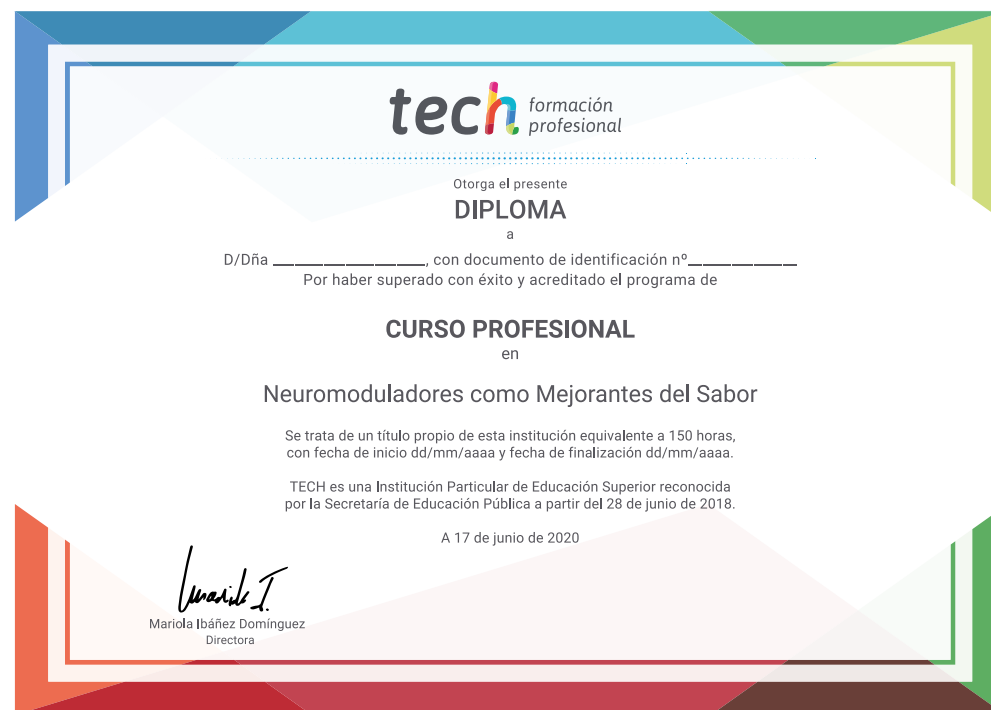 tech formación
profesional
Otorga el presente
DIPLOMA
a
D/Dña ____________________, con documento de identificación nº______________
Por haber superado con éxito y acreditado el programa de
CURSO PROFESIONAL
en
Neuromoduladores como Mejorantes del Sabor
Se trata de un título propio de esta institución equivalente a 150 horas,
con fecha de inicio dd/mm/aaaa y fecha de finalización dd/mm/aaaa.
TECH es una Institución Particular de Educación Superior reconocida
por la Secretaría de Educación Pública a partir del 28 de junio de 2018.
A 17 de junio de 2020
Mariola Ibáñez Domínguez
Directora